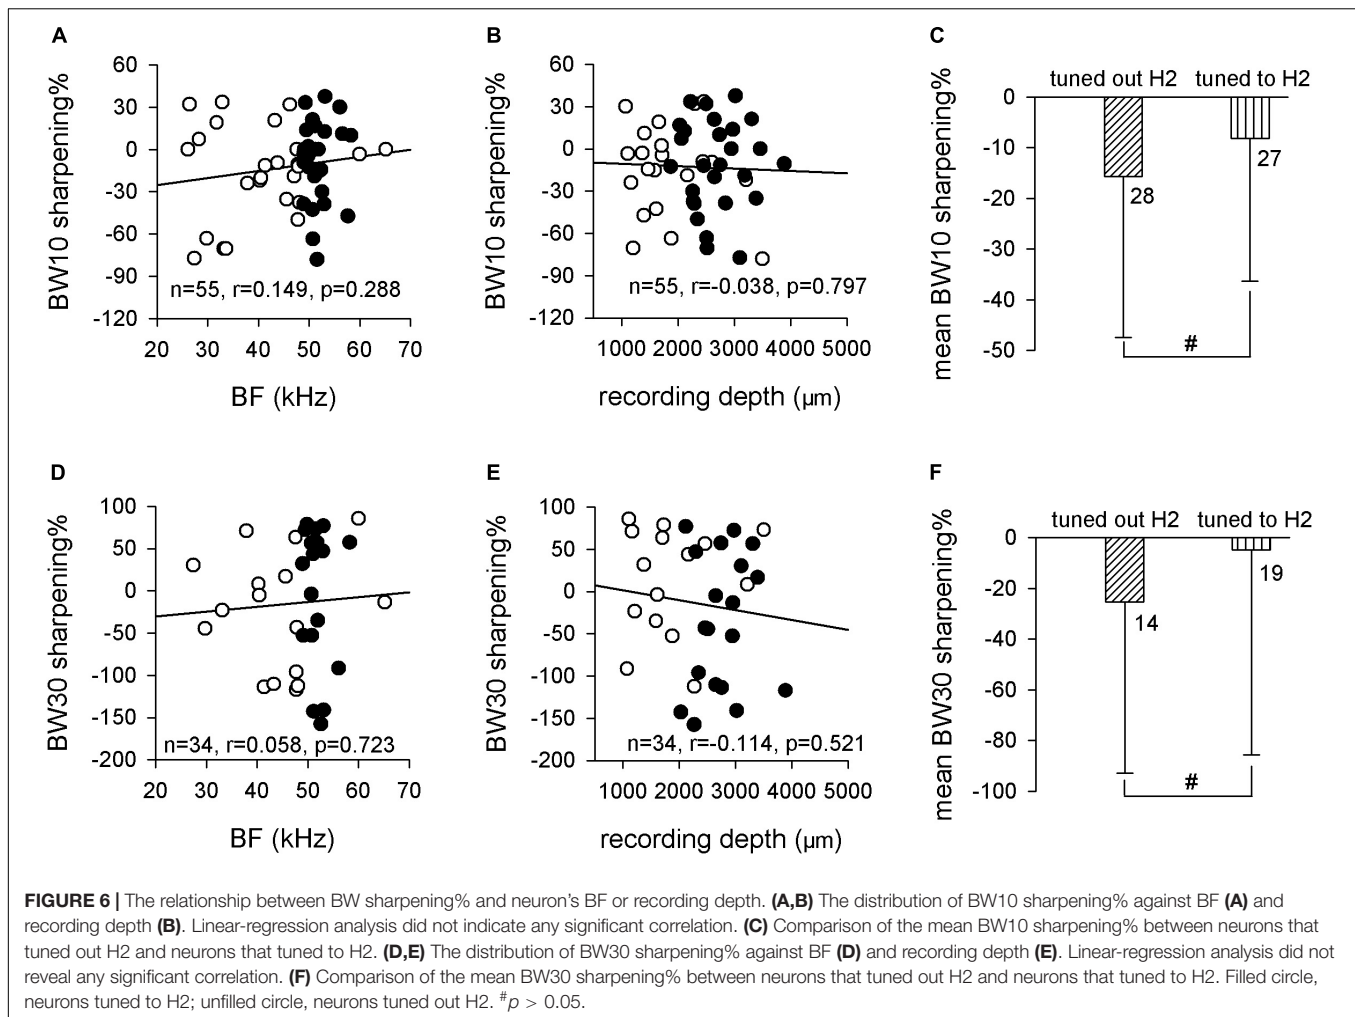 A
BW10 sharpening%
60
30
0
-30
-60
-90
-120
n=55, r=0.149, p=0.288
20 30 40 50 60 70
BF (kHz)
B
BW10 sharpening%
60
30
0
-30
-60
-90
-120
n=55, r=-0.038, p=0.797
1000 2000 3000 4000 5000
recording depth (μm)
C
mean BW10 sharpening%
tuned out H2 tuned to H2
0
-10
-20
-30
-40
-50
28
27
#
D
BW30 sharpening%
100
50
0
-50
-100
-150
-200
n=34, r=0.058, p=0.723
20 30 40 50 60 70
BF (kHz)
E
BW30 sharpening%
100
50
0
-50
-100
-150
-200
n=34, r=-0.114, p=0.521
1000 2000 3000 4000 5000
recording depth (μm)
F
mean BW30 sharpening%
tuned out H2 tuned to H2
0
-20
-40
-60
-80
-100
14
19
#
FIGURE 6 | The relationship between BW sharpening% and neuron's BF or recording depth. (A,B) The distribution of BW10 sharpening% against BF (A) and
recording depth (B). Linear-regression analysis did not indicate any significant correlation. (C) Comparison of the mean BW10 sharpening% between neurons that
tuned out H2 and neurons that tuned to H2. (D,E) The distribution of BW30 sharpening% against BF (D) and recording depth (E). Linear-regression analysis did not
reveal any significant correlation. (F) Comparison of the mean BW30 sharpening% between neurons that tuned out H2 and neurons that tuned to H2. Filled circle,
neurons tuned to H2; unfilled circle, neurons tuned out H2. #p > 0.05.